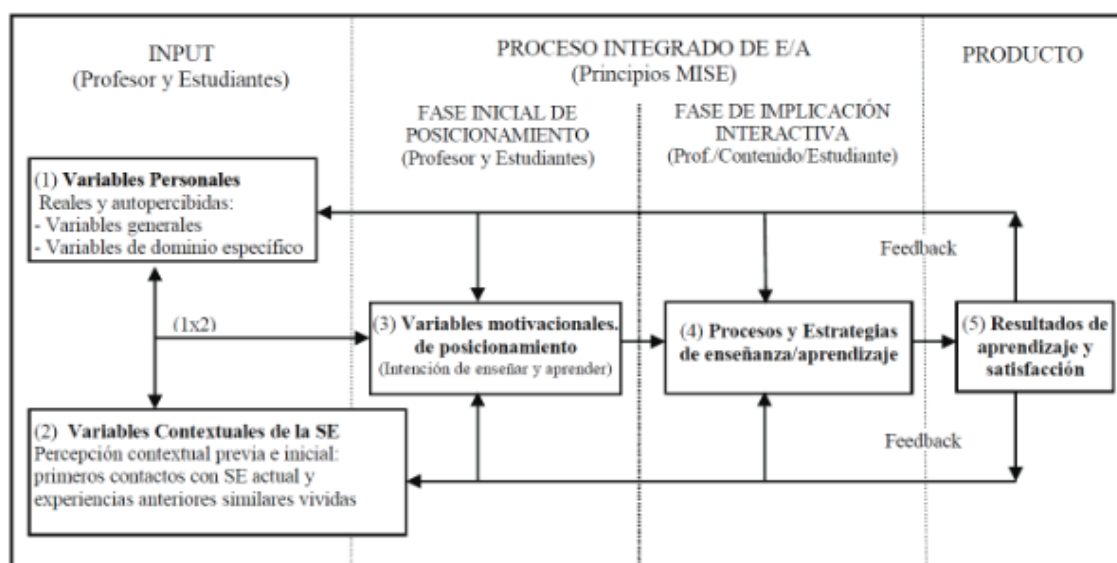 INPUT
(Profesor y Estudiantes)
PROCESO INTEGRADO DE E/A
(Principios MISE)
PRODUCTO
FASE INICIAL DE
POSICIONAMIENTO
(Profesor y Estudiantes)
FASE DE IMPLICACIÓN
INTERACTIVA
(Prof./Contenido/Estudiante)
(1) Variables Personales
Reales y autopercibidas:
- Variables generales
- Variables de dominio específico
Feedback
(1x2)
(3) Variables motivacionales.
de posicionamiento
(Intención de enseñar y aprender)
(4) Procesos y Estrategias
de enseñanza/aprendizaje
(5) Resultados de
aprendizaje y
satisfacción
(2) Variables Contextuales de la SE
Percepción contextual previa e inicial:
primeros contactos con SE actual y
experiencias anteriores similares vividas
Feedback